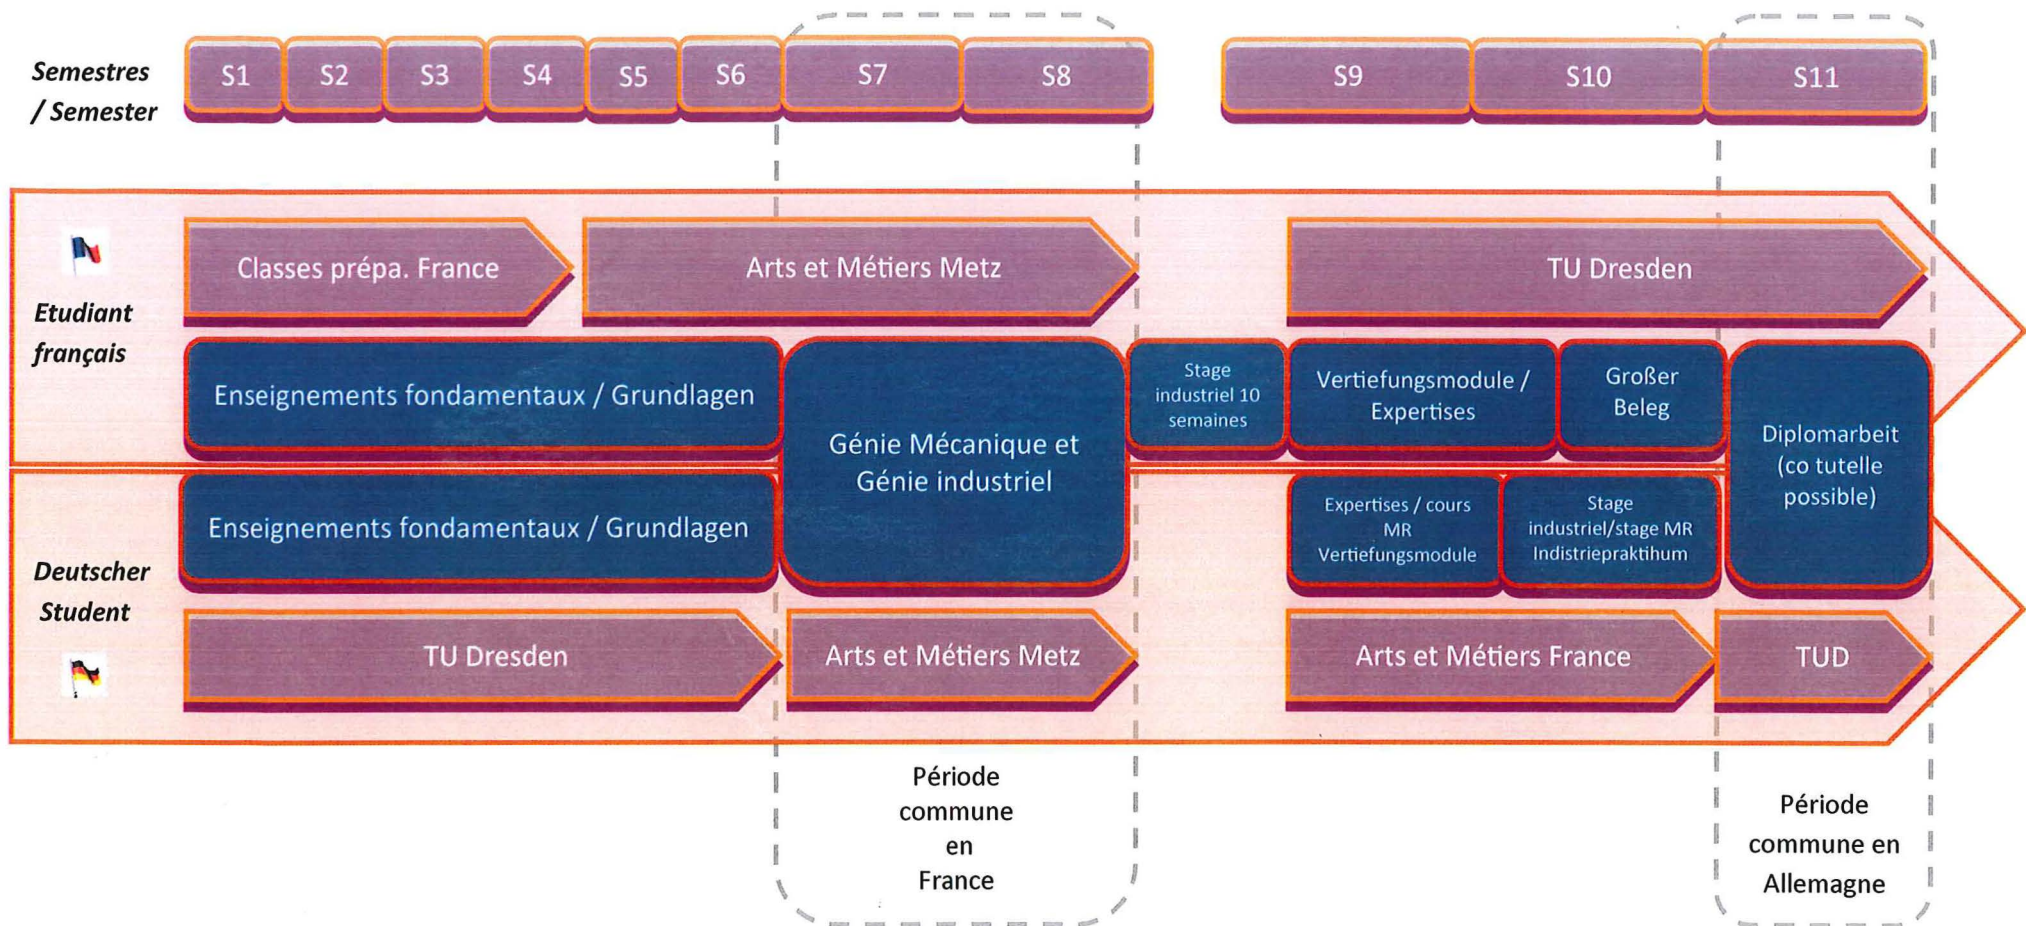 Semestres
/ Semester
S1
S2
S3
S4
S5
S6
S7
S8
S9
S10
S11
Etudiant
français
Classes prépa. France
Arts et Métiers Metz
TU Dresden
Enseignements fondamentaux / Grundlagen
Génie Mécanique et
Génie industriel
Stage
industriel 10
semaines
Vertiefungsmodule /
Expertises
Großer
Beleg
Diplomarbeit
(co tutelle
possible)
Deutscher
Student
Enseignements fondamentaux / Grundlagen
Expertises / cours
MR
Vertiefungsmodule
Stage
industriel/stage MR
Indistriepraktihum
TU Dresden
Arts et Métiers Metz
Arts et Métiers France
TUD
Période
commune
en
France
Période
commune en
Allemagne